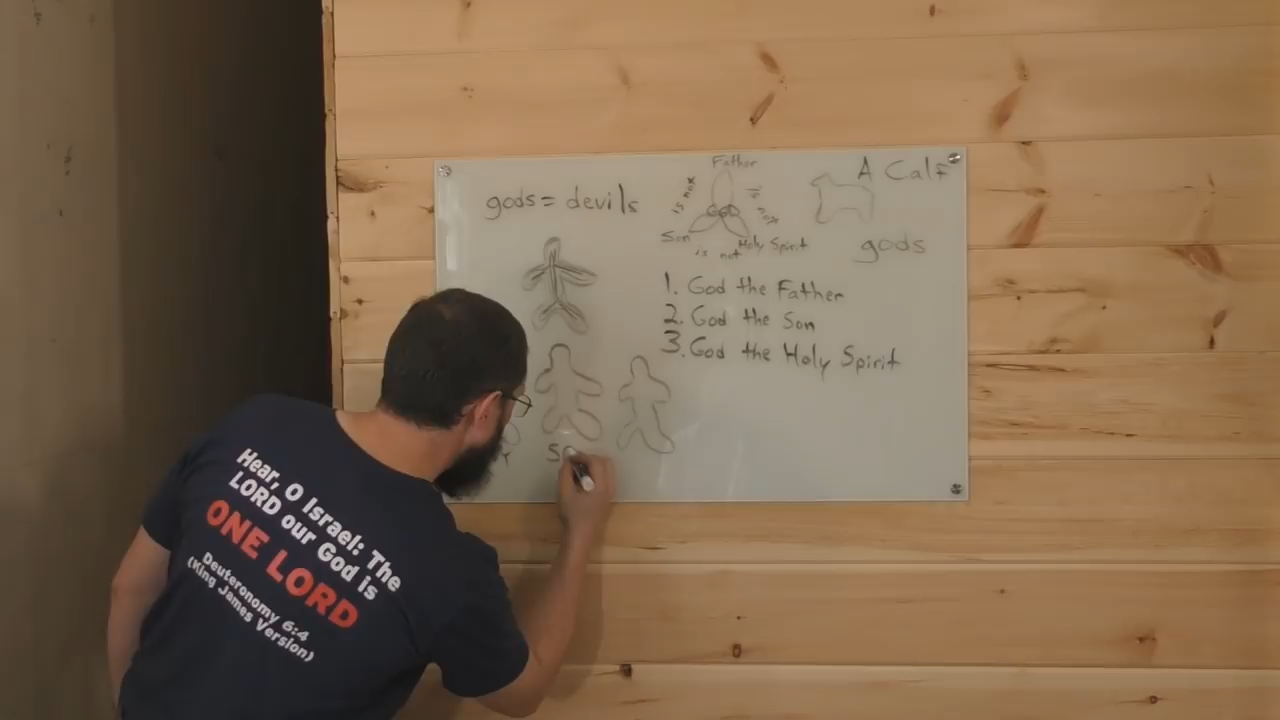 gods = devils
Father
is not
is not
God
Son
Holy Spirit
is not
A Calf
gods
1. God the Father
2. God the Son
3. God the Holy Spirit
Hear, O Israel: The
LORD our God is
ONE LORD
Deuteronomy 6:4
(King James Version)